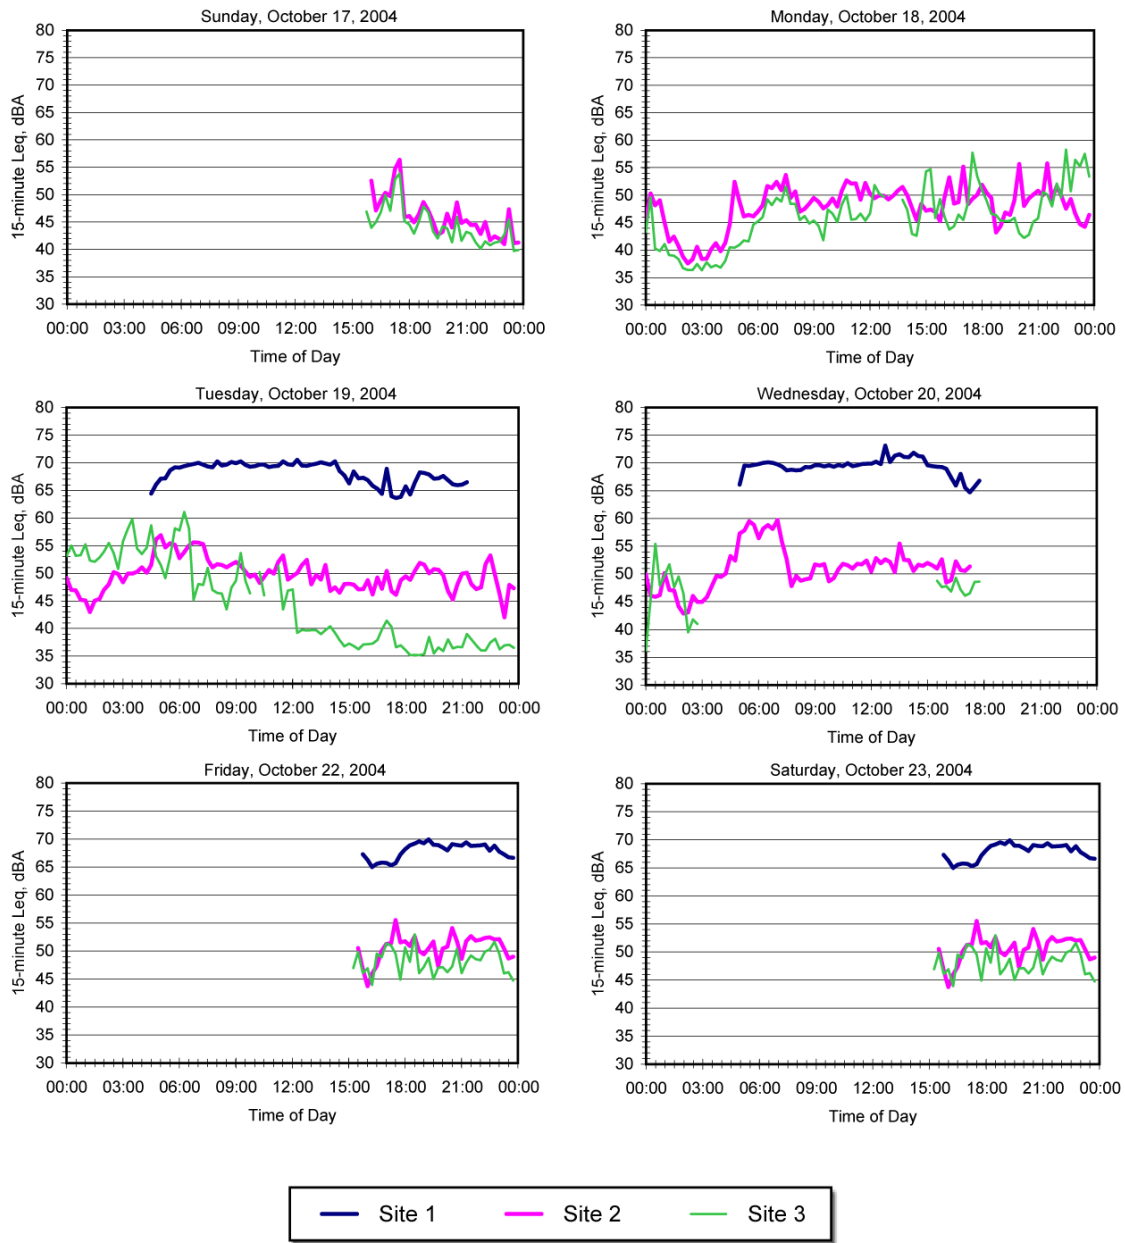 Sunday, October 17, 2004
80
75
70
65
60
55
50
45
40
35
30
15-minute Leq, dBA
00:00 03:00 06:00 09:00 12:00 15:00 18:00 21:00 00:00
Time of Day
Monday, October 18, 2004
80
75
70
65
60
55
50
45
40
35
30
15-minute Leq, dBA
00:00 03:00 06:00 09:00 12:00 15:00 18:00 21:00 00:00
Time of Day
Tuesday, October 19, 2004
80
75
70
65
60
55
50
45
40
35
30
15-minute Leq, dBA
00:00 03:00 06:00 09:00 12:00 15:00 18:00 21:00 00:00
Time of Day
Wednesday, October 20, 2004
80
75
70
65
60
55
50
45
40
35
30
15-minute Leq, dBA
00:00 03:00 06:00 09:00 12:00 15:00 18:00 21:00 00:00
Time of Day
Friday, October 22, 2004
80
75
70
65
60
55
50
45
40
35
30
15-minute Leq, dBA
00:00 03:00 06:00 09:00 12:00 15:00 18:00 21:00 00:00
Time of Day
Saturday, October 23, 2004
80
75
70
65
60
55
50
45
40
35
30
15-minute Leq, dBA
00:00 03:00 06:00 09:00 12:00 15:00 18:00 21:00 00:00
Time of Day
Site 1 Site 2 Site 3